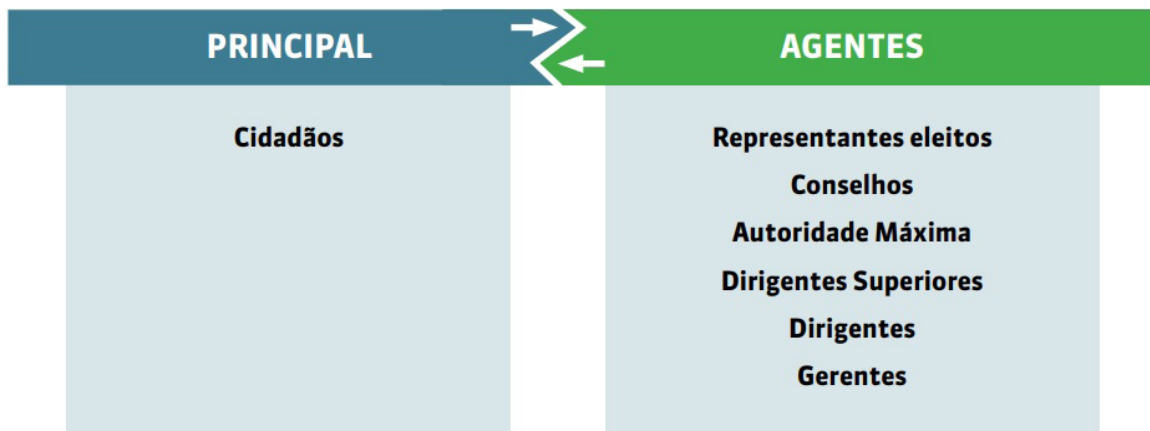 PRINCIPAL
AGENTES
Cidadãos
Representantes eleitos
Conselhos
Autoridade Máxima
Dirigentes Superiores
Dirigentes
Gerentes